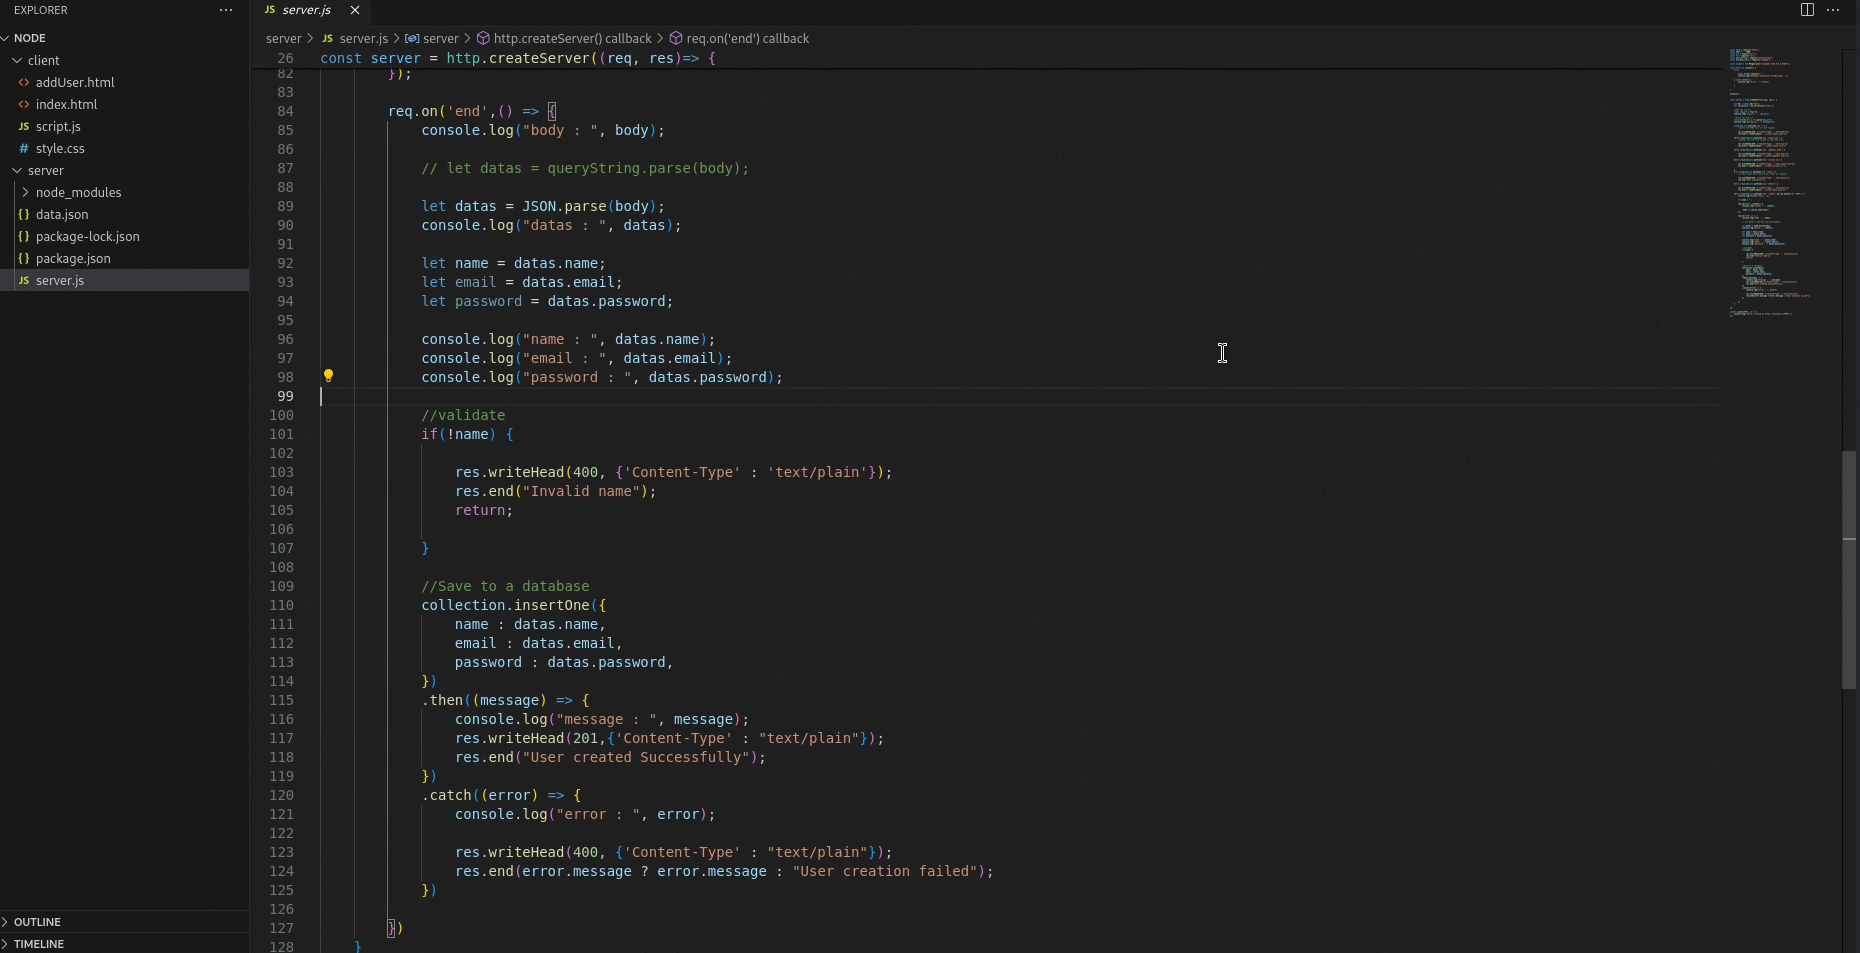 EXPLORER ···
NODE
client
<> addUser.html
<> index.html
JS script.js
# style.css
server
node_modules
{} data.json
{} package-lock.json
{} package.json
JS server.js
OUTLINE
TIMELINE
JS server.js ×
server > JS server.js > server > http.createServer() callback > req.on('end') callback
26 const server = http.createServer((req, res)=> {
82 });
83
84 req.on('end',() => {
85 console.log("body : ", body);
86
87 // let datas = queryString.parse(body);
88
89 let datas = JSON.parse(body);
90 console.log("datas : ", datas);
91
92 let name = datas.name;
93 let email = datas.email;
94 let password = datas.password;
95
96 console.log("name : ", datas.name);
97 console.log("email : ", datas.email);
98 console.log("password : ", datas.password);
99
100 //validate
101 if(!name) {
102
103 res.writeHead(400, {'Content-Type' : 'text/plain'});
104 res.end("Invalid name");
105 return;
106
107 }
108
109 //Save to a database
110 collection.insertOne({
111 name : datas.name,
112 email : datas.email,
113 password : datas.password,
114 })
115 .then((message) => {
116 console.log("message : ", message);
117 res.writeHead(201,{'Content-Type' : "text/plain"});
118 res.end("User created Successfully");
119 })
120 .catch((error) => {
121 console.log("error : ", error);
122
123 res.writeHead(400, {'Content-Type' : "text/plain"});
124 res.end(error.message ? error.message : "User creation failed");
125 })
126
127 })
128 }